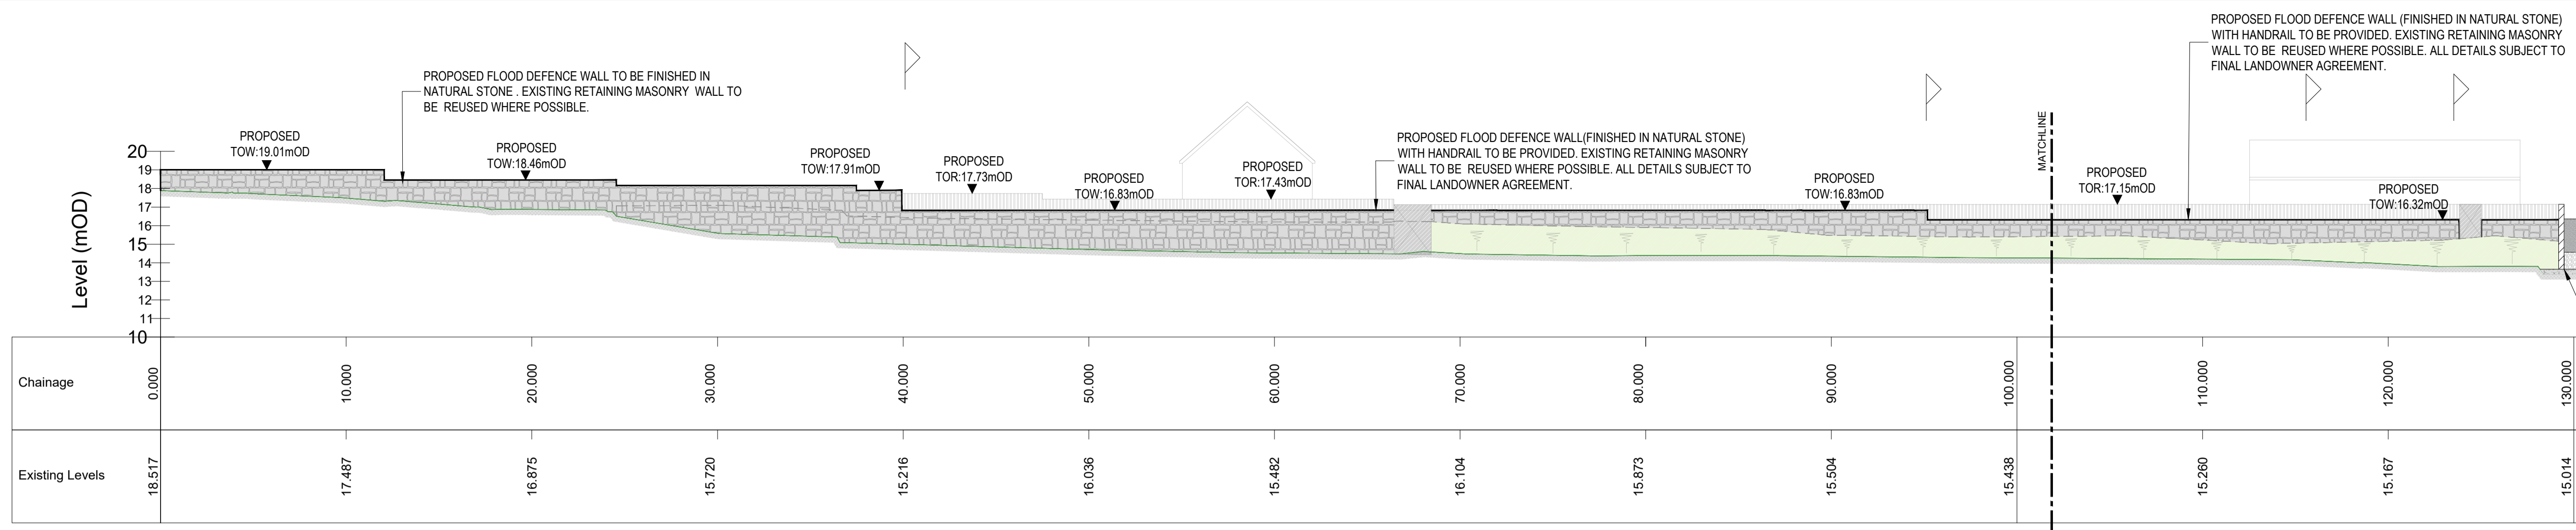 PROPOSED FLOOD DEFENCE WALL TO BE FINISHED IN
NATURAL STONE . EXISTING RETAINING MASONRY WALL TO
BE REUSED WHERE POSSIBLE.
PROPOSED FLOOD DEFENCE WALL(FINISHED IN NATURAL STONE)
WITH HANDRAIL TO BE PROVIDED. EXISTING RETAINING MASONRY
WALL TO BE REUSED WHERE POSSIBLE. ALL DETAILS SUBJECT TO
FINAL LANDOWNER AGREEMENT.
MATCHLINE
PROPOSED FLOOD DEFENCE WALL (FINISHED IN NATURAL STONE)
WITH HANDRAIL TO BE PROVIDED. EXISTING RETAINING MASONRY
WALL TO BE REUSED WHERE POSSIBLE. ALL DETAILS SUBJECT TO
FINAL LANDOWNER AGREEMENT.
PROPOSED
TOW:19.01mOD
PROPOSED
TOW:18.46mOD
PROPOSED
TOW:17.91mOD
PROPOSED
TOR:17.73mOD
PROPOSED
TOW:16.83mOD
PROPOSED
TOR:17.43mOD
PROPOSED
TOW:16.83mOD
PROPOSED
TOR:17.15mOD
PROPOSED
TOW:16.32mOD
Level (mOD)
20
19
18
17
16
15
14
13
12
11
10
Chainage
0.000
10.000
20.000
30.000
40.000
50.000
60.000
70.000
80.000
90.000
100.000
110.000
120.000
130.000
Existing Levels
18.517
17.487
16.875
15.720
15.216
16.036
15.482
16.104
15.873
15.504
15.438
15.260
15.167
15.014